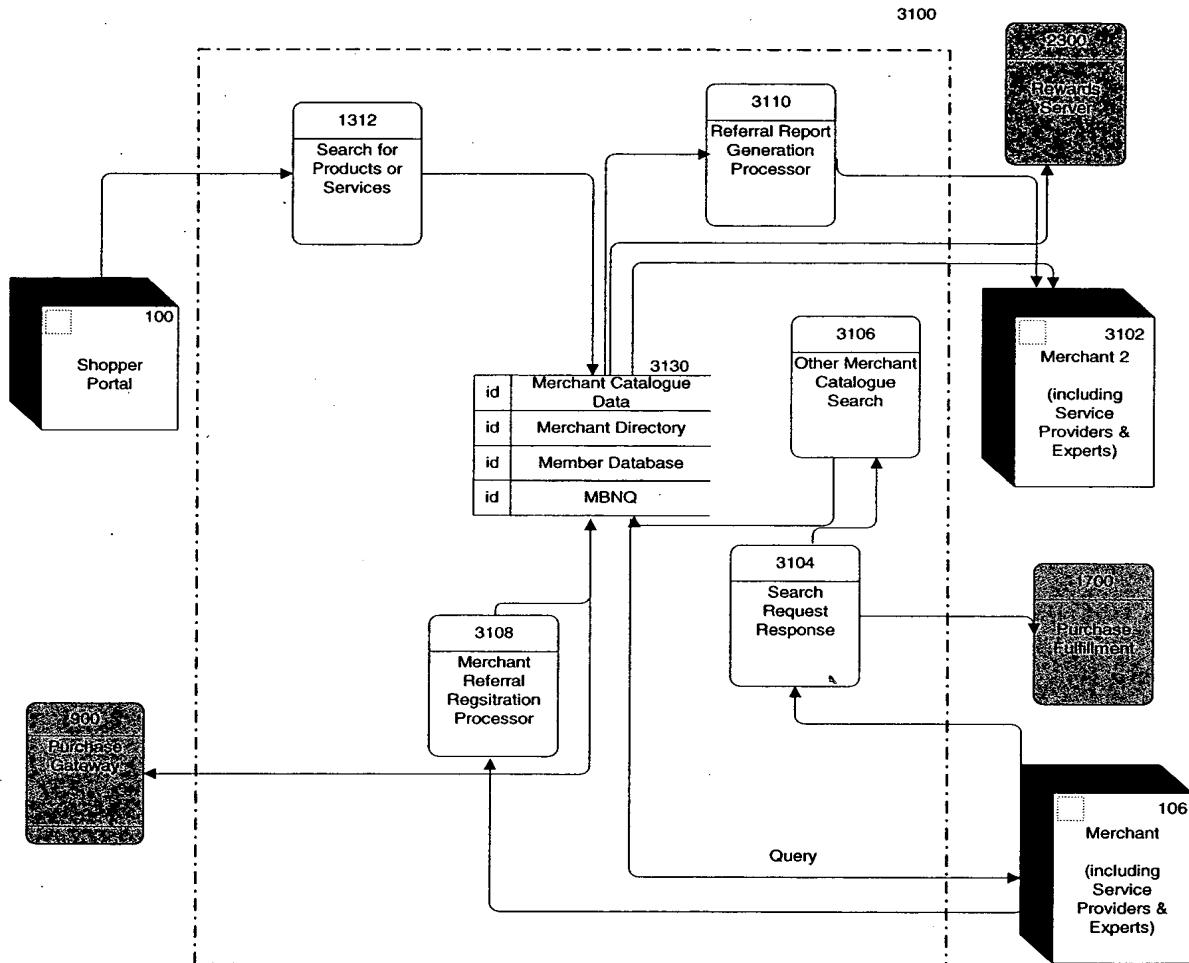 3100
2300
Rewards
Server
1312
Search for
Products or
Services
3110
Referral Report
Generation
Processor
100
Shopper
Portal
3102
Merchant 2
(including
Service
Providers &
Experts)
3106
Other Merchant
Catalogue
Search
3130
id Merchant Catalogue
Data
id Merchant Directory
id Member Database
id MBNQ
3104
Search
Request
Response
1700
Purchase
Fulfillment
3108
Merchant
Referral
Regsitration
Processor
900
Purchase
Gateway
106
Merchant
(including
Service
Providers &
Experts)
Query